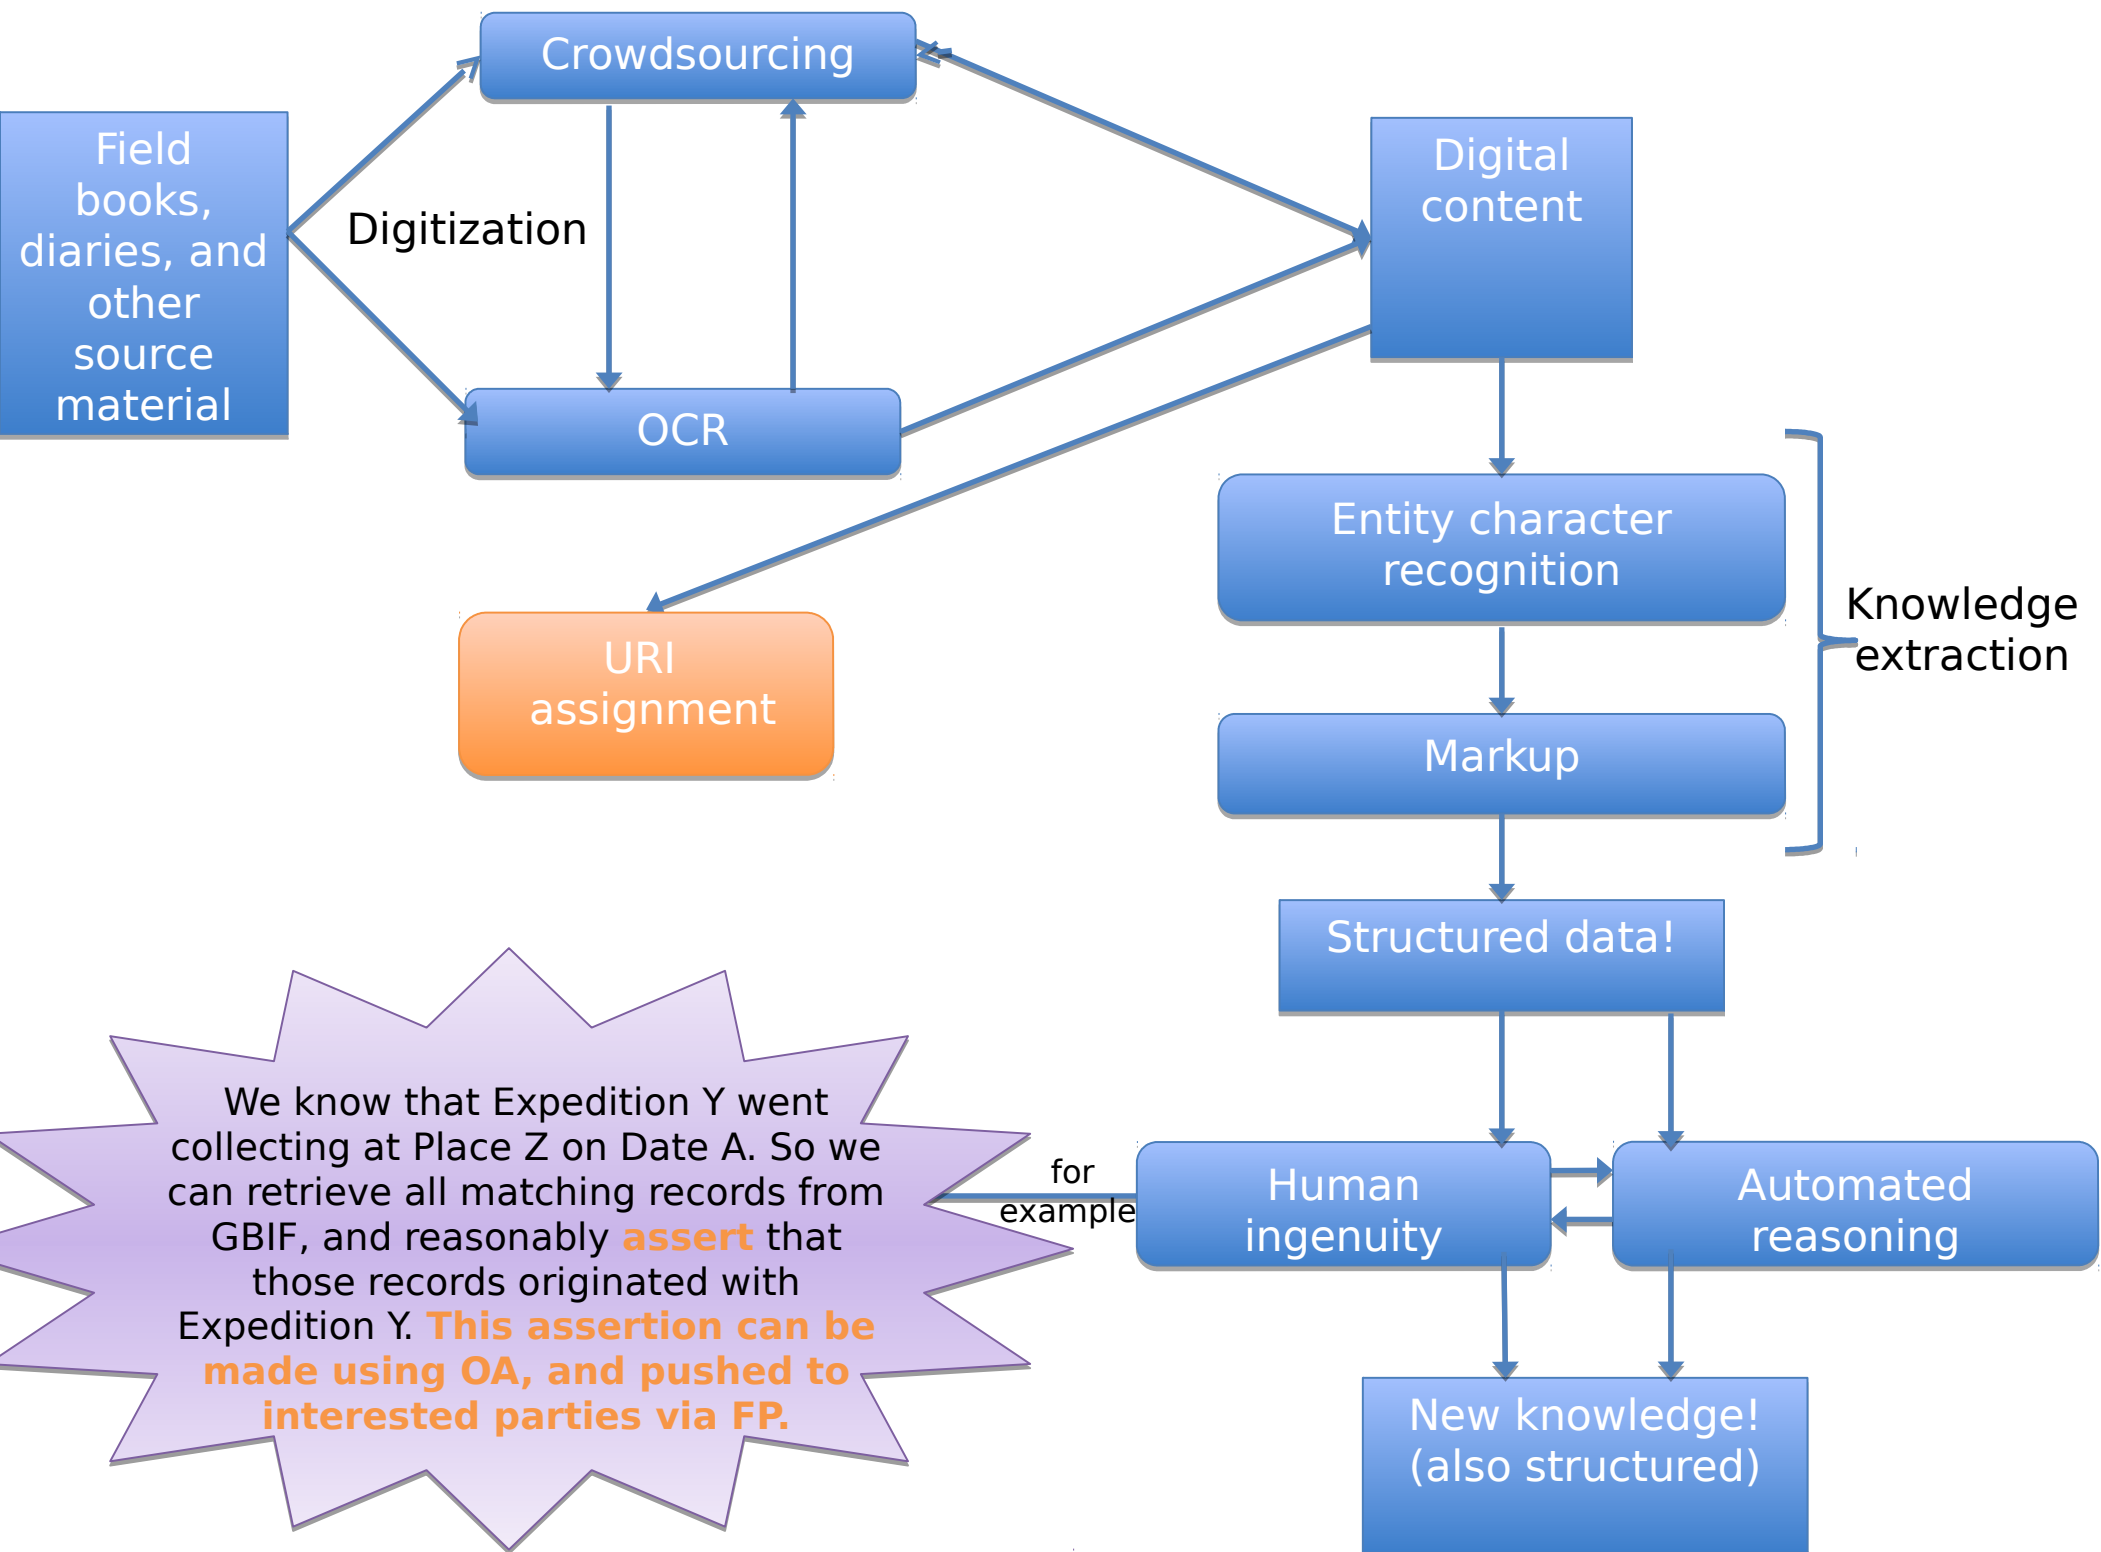 Crowdsourcing
Field
books,
diaries, and
other
source
material
Digitization
OCR
Digital
content
Entity character
recognition
Knowledge
extraction
URI
assignment
Markup
Structured data!
We know that Expedition Y went
collecting at Place Z on Date A. So we
can retrieve all matching records from
GBIF, and reasonably assert that
those records originated with
Expedition Y. This assertion can be
made using OA, and pushed to
interested parties via FP.
for
example
Human
ingenuity
Automated
reasoning
New knowledge!
(also structured)